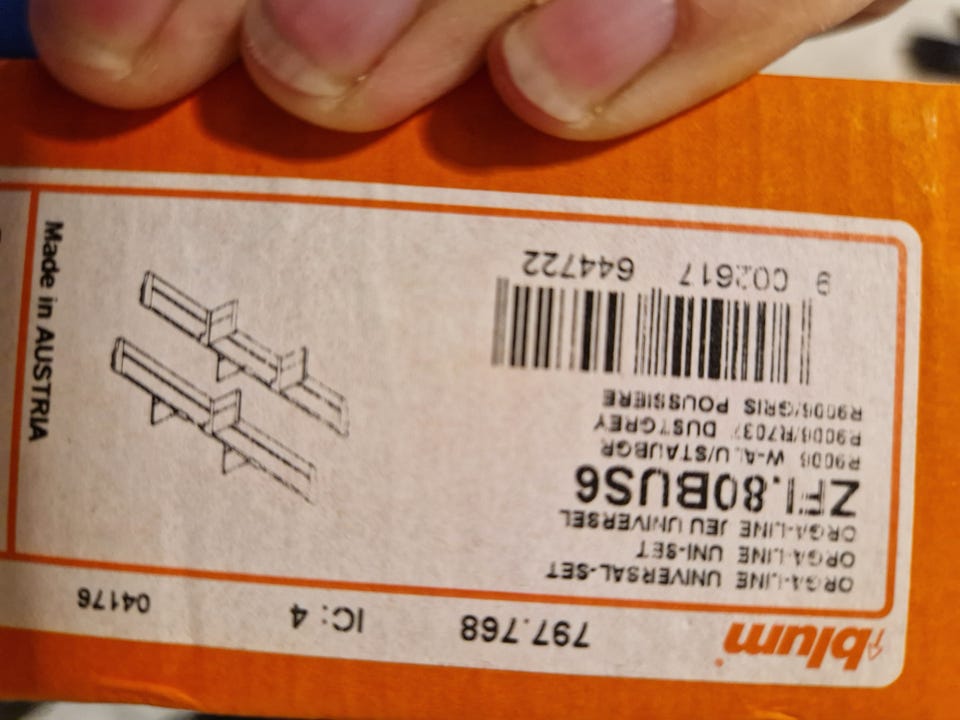 blum
797.768 IC: 4 04176
ORGA-LINE UNIVERSAL-SET
ORGA-LINE UNI-SET
ORGA-LINE JEU UNIVERSEL
ZFI.80BUS6
R9006 W-ALU/STAUBGR
R9006/R7037 DUSTGREY
R9006/GRIS POUSSIERE
9 002617 644722
Made in AUSTRIA